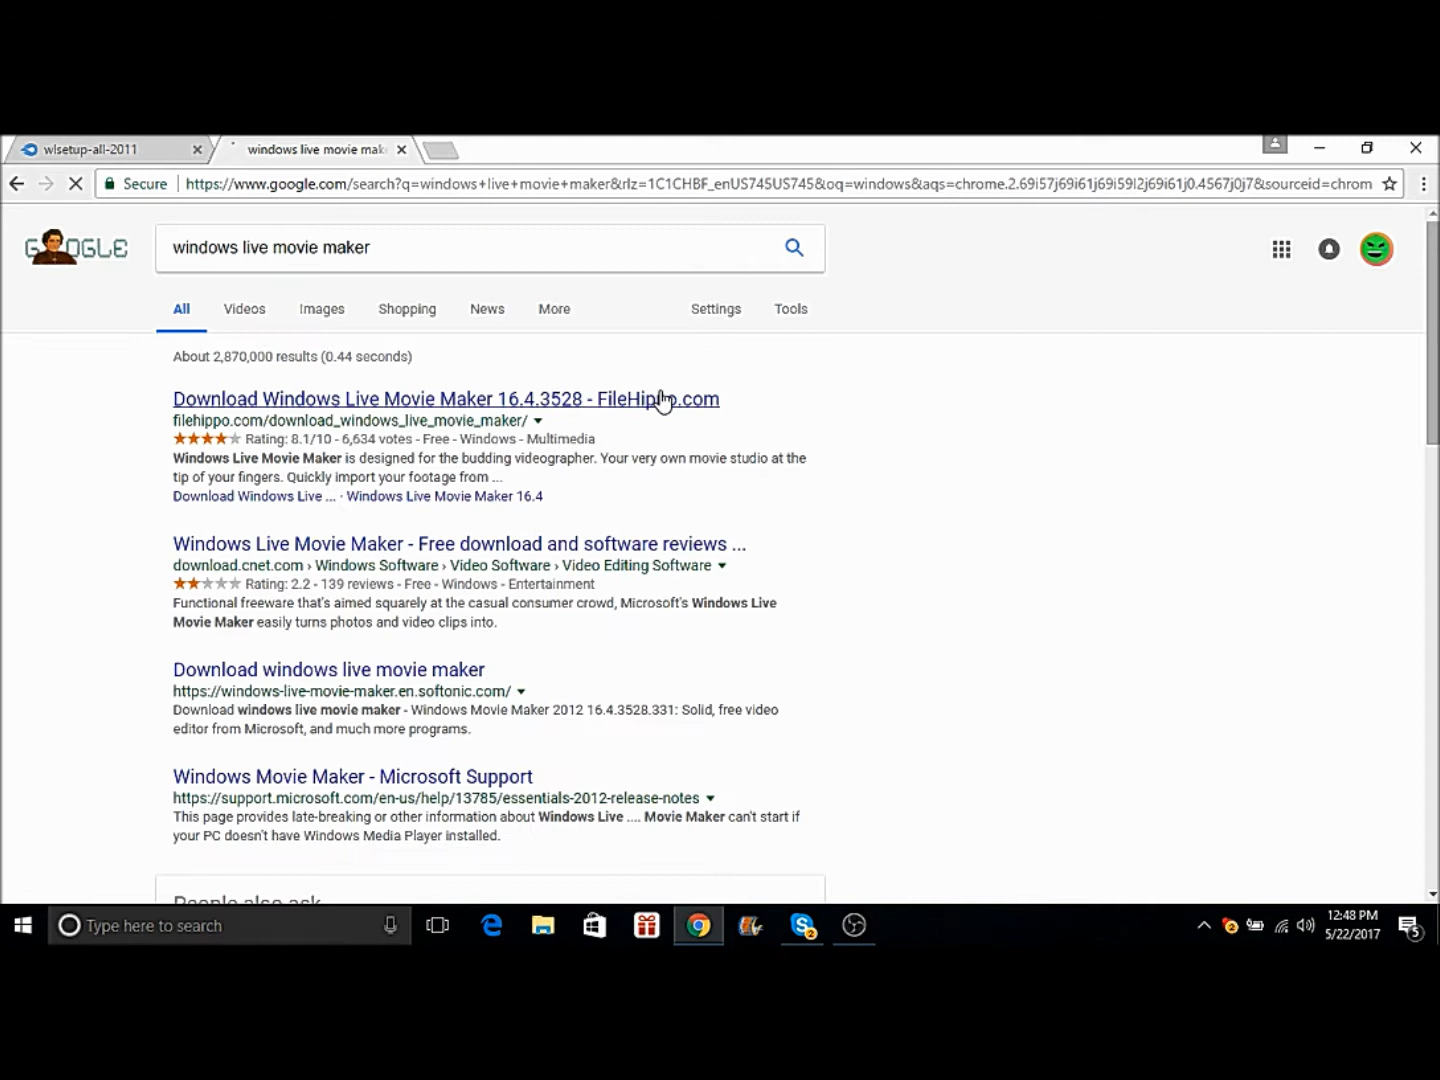 wlsetup-all-2011
windows live movie mak
Secure https://www.google.com/search?q=windows+live+movie+maker&rlz=1C1CHBF_enUS745US745&oq=windows&aqs=chrome.2.69i57j69i61j69i59l2j69i61j0.4567j0j7&sourceid=chrom
GOOGLE
windows live movie maker
All Videos Images Shopping News More Settings Tools
About 2,870,000 results (0.44 seconds)
Download Windows Live Movie Maker 16.4.3528 - FileHippo.com
filehippo.com/download_windows_live_movie_maker/
Rating: 8.1/10 - 6,634 votes - Free - Windows - Multimedia
Windows Live Movie Maker is designed for the budding videographer. Your very own movie studio at the
tip of your fingers. Quickly import your footage from ...
Download Windows Live ... · Windows Live Movie Maker 16.4
Windows Live Movie Maker - Free download and software reviews ...
download.cnet.com › Windows Software › Video Software › Video Editing Software
Rating: 2.2 - 139 reviews - Free - Windows - Entertainment
Functional freeware that's aimed squarely at the casual consumer crowd, Microsoft's Windows Live
Movie Maker easily turns photos and video clips into.
Download windows live movie maker
https://windows-live-movie-maker.en.softonic.com/
Download windows live movie maker - Windows Movie Maker 2012 16.4.3528.331: Solid, free video
editor from Microsoft, and much more programs.
Windows Movie Maker - Microsoft Support
https://support.microsoft.com/en-us/help/13785/essentials-2012-release-notes
This page provides late-breaking or other information about Windows Live .... Movie Maker can't start if
your PC doesn't have Windows Media Player installed.
People also ask
Type here to search
2
2
12:48 PM
5/22/2017
5